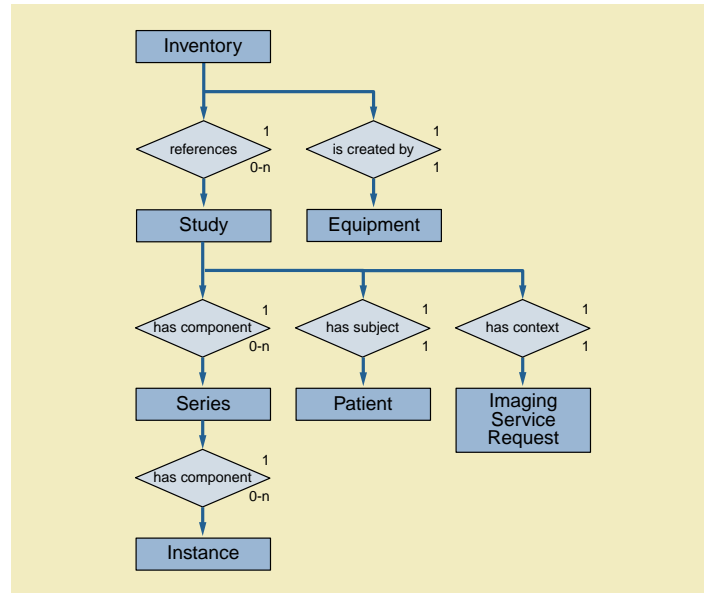 Inventory
1
references
0-n
1
is created by
1
Study
Equipment
1
has component
0-n
1
has subject
1
1
has context
1
Series
Patient
Imaging
Service
Request
1
has component
0-n
Instance